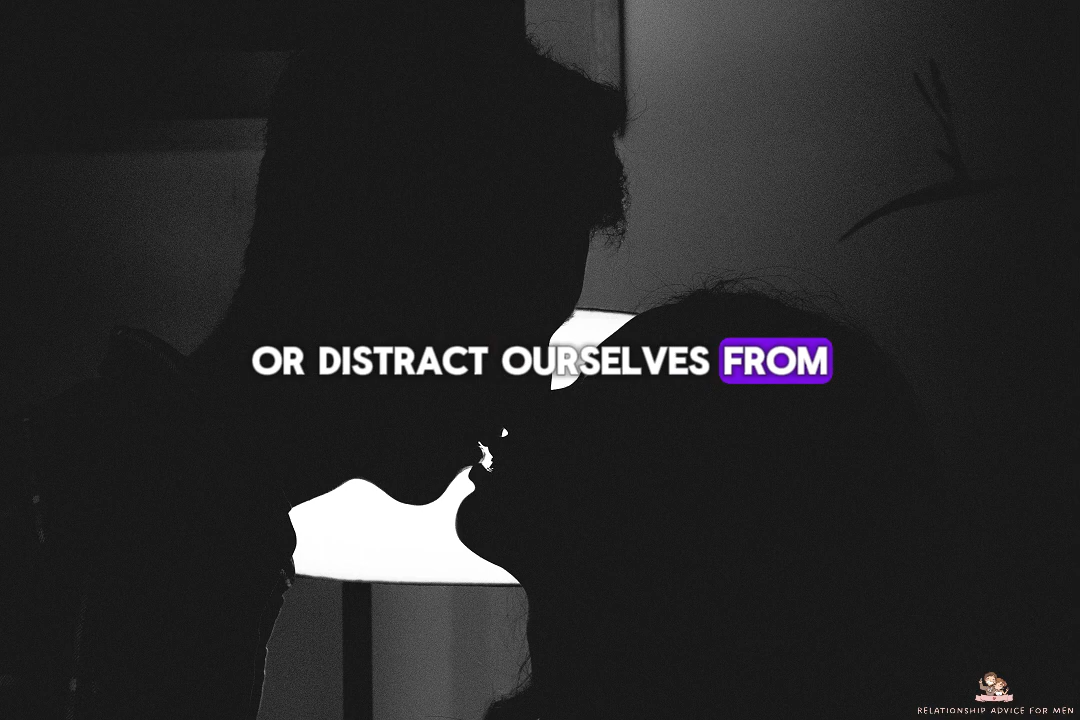 OR DISTRACT OURSELVES FROM
RELATIONSHIP ADVICE FOR MEN